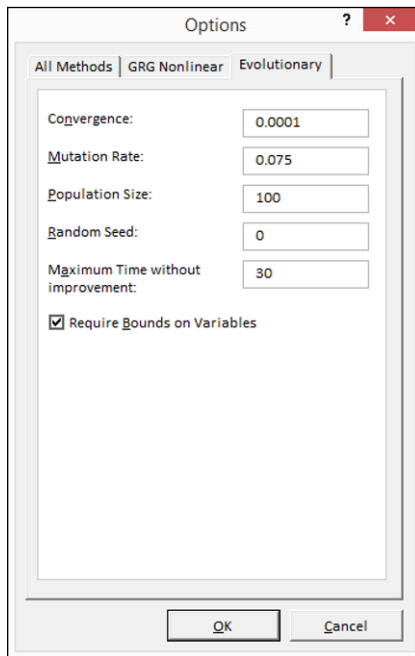 Options
?
×
All Methods
GRG Nonlinear
Evolutionary
Convergence:
0.0001
Mutation Rate:
0.075
Population Size:
100
Random Seed:
0
Maximum Time without
improvement:
30
Require Bounds on Variables
OK
Cancel